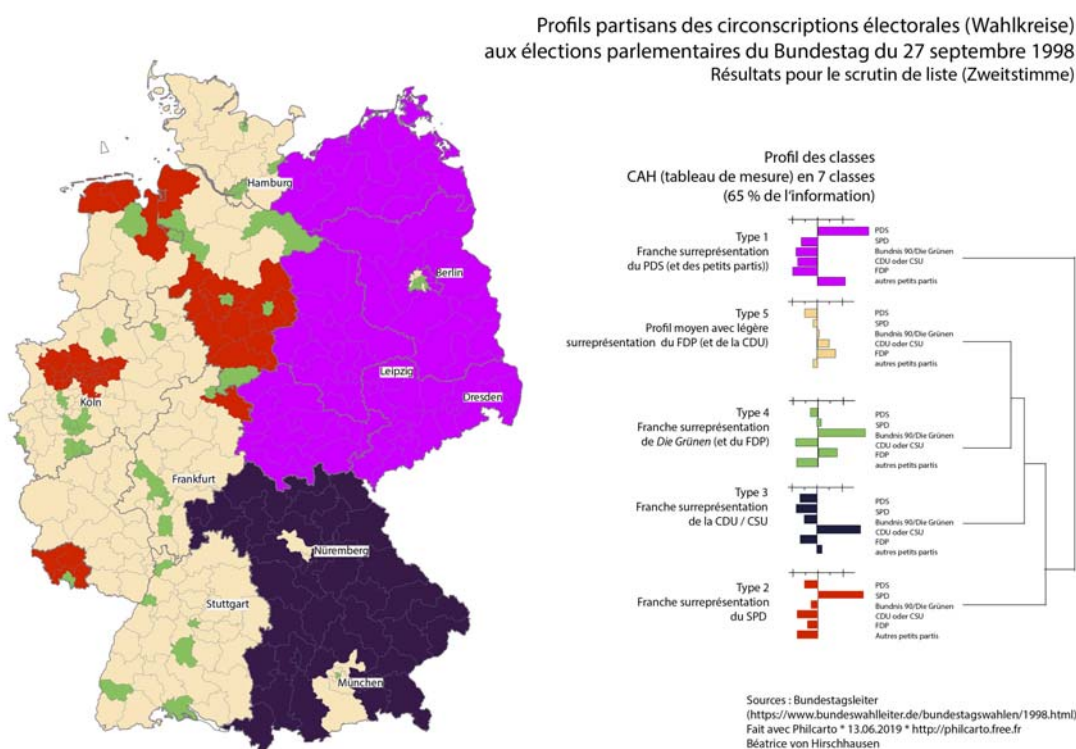 Profils partisans des circonscriptions électorales (Wahlkreise)
aux élections parlementaires du Bundestag du 27 septembre 1998
Résultats pour le scrutin de liste (Zweitstimme)
Hamburg
Berlin
Leipzig
Dresden
Köln
Frankfurt
Nüremberg
Stuttgart
München
Profil des classes
CAH (tableau de mesure) en 7 classes
(65 % de l'information)
Type 1
Franche surreprésentation
du PDS (et des petits partis))
PDS
SPD
Bundnis 90/Die Grünen
CDU oder CSU
FDP
autres petits partis
Type 5
Profil moyen avec légère
surreprésentation du FDP (et de la CDU)
PDS
SPD
Bundnis 90/Die Grünen
CDU oder CSU
FDP
autres petits partis
Type 4
Franche surreprésentation
de Die Grünen (et du FDP)
PDS
SPD
Bundnis 90/Die Grünen
CDU oder CSU
FDP
autres petits partis
Type 3
Franche surreprésentation
de la CDU / CSU
PDS
SPD
Bundnis 90/Die Grünen
CDU oder CSU
FDP
autres petits partis
Type 2
Franche surreprésentation
du SPD
PDS
SPD
Bundnis 90/Die Grünen
CDU oder CSU
FDP
Autres petits partis
Sources : Bundestagsleiter
(https://www.bundeswahlleiter.de/bundestagswahlen/1998.html)
Fait avec Philcarto * 13.06.2019 * http://philcarto.free.fr
Béatrice von Hirschhausen